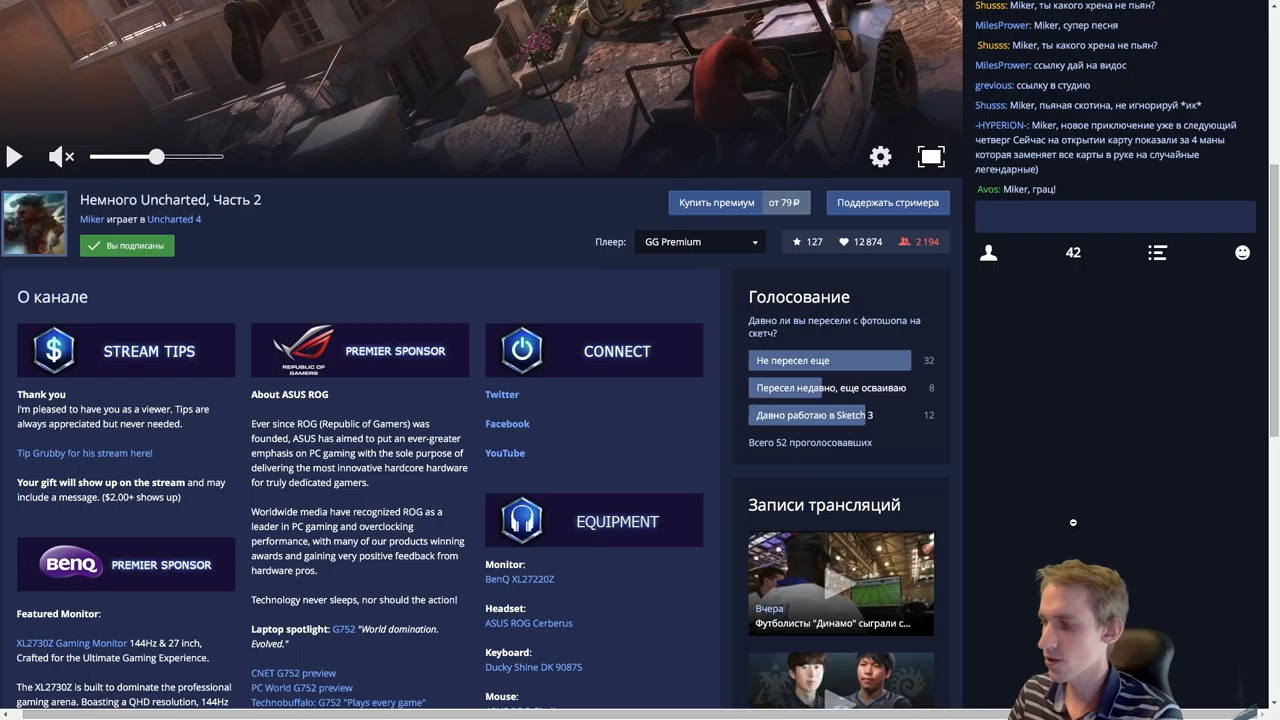 Немного Uncharted, Часть 2
Miker играет в Uncharted 4
Вы подписаны
Купить премиум от 79 ₽
Поддержать стримера
Плеер:
GG Premium
127
12 874
2 194
О канале
STREAM TIPS
Thank you
I'm pleased to have you as a viewer. Tips are
always appreciated but never needed.
Tip Grubby for his stream here!
Your gift will show up on the stream and may
include a message. ($2.00+ shows up)
BenQ
PREMIER SPONSOR
Featured Monitor:
XL2730Z Gaming Monitor 144Hz & 27 inch,
Crafted for the Ultimate Gaming Experience.
The XL2730Z is built to dominate the professional
gaming arena. Boasting a QHD resolution, 144Hz
REPUBLIC OF
GAMERS
PREMIER SPONSOR
About ASUS ROG
Ever since ROG (Republic of Gamers) was
founded, ASUS has aimed to put an ever-greater
emphasis on PC gaming with the sole purpose of
delivering the most innovative hardcore hardware
for truly dedicated gamers.
Worldwide media have recognized ROG as a
leader in PC gaming and overclocking
performance, with many of our products winning
awards and gaining very positive feedback from
hardware pros.
Technology never sleeps, nor should the action!
Laptop spotlight: G752 "World domination.
Evolved."
CNET G752 preview
PC World G752 preview
Technobuffalo: G752 "Plays every game"
CONNECT
Twitter
Facebook
YouTube
EQUIPMENT
Monitor:
BenQ XL27220Z
Headset:
ASUS ROG Cerberus
Keyboard:
Ducky Shine DK 9087S
Mouse:
Голосование
Давно ли вы пересели с фотошопа на
скетч?
Не пересел еще 32
Пересел недавно, еще осваиваю 8
Давно работаю в Sketch 3 12
Всего 52 проголосовавших
Записи трансляций
Вчера
Футболисты "Динамо" сыграли с...
Shusss: Miker, ты какого хрена не пьян?
MilesPrower: Miker, супер песня
Shusss: Miker, ты какого хрена не пьян?
MilesPrower: ссылку дай на видос
grevious: ссылку в студию
Shusss: Miker, пьяная скотина, не игнорируй *ик*
-HYPERION-: Miker, новое приключение уже в следующий
четверг Сейчас на открытии карту показали за 4 маны
которая заменяет все карты в руке на случайные
легендарные)
Avos: Miker, грац!
42